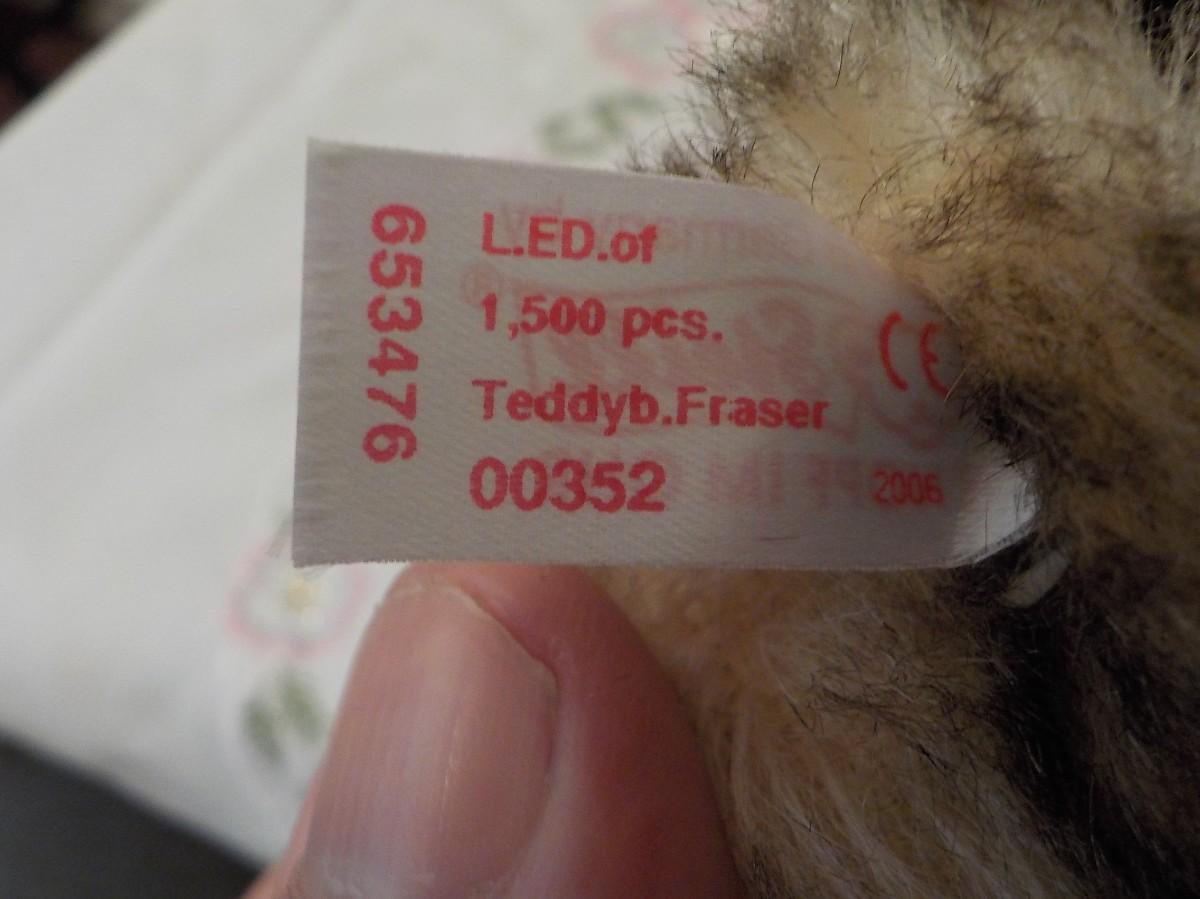 653476
L.ED.of
1,500 pcs.
Teddyb.Fraser
00352
CE
2006